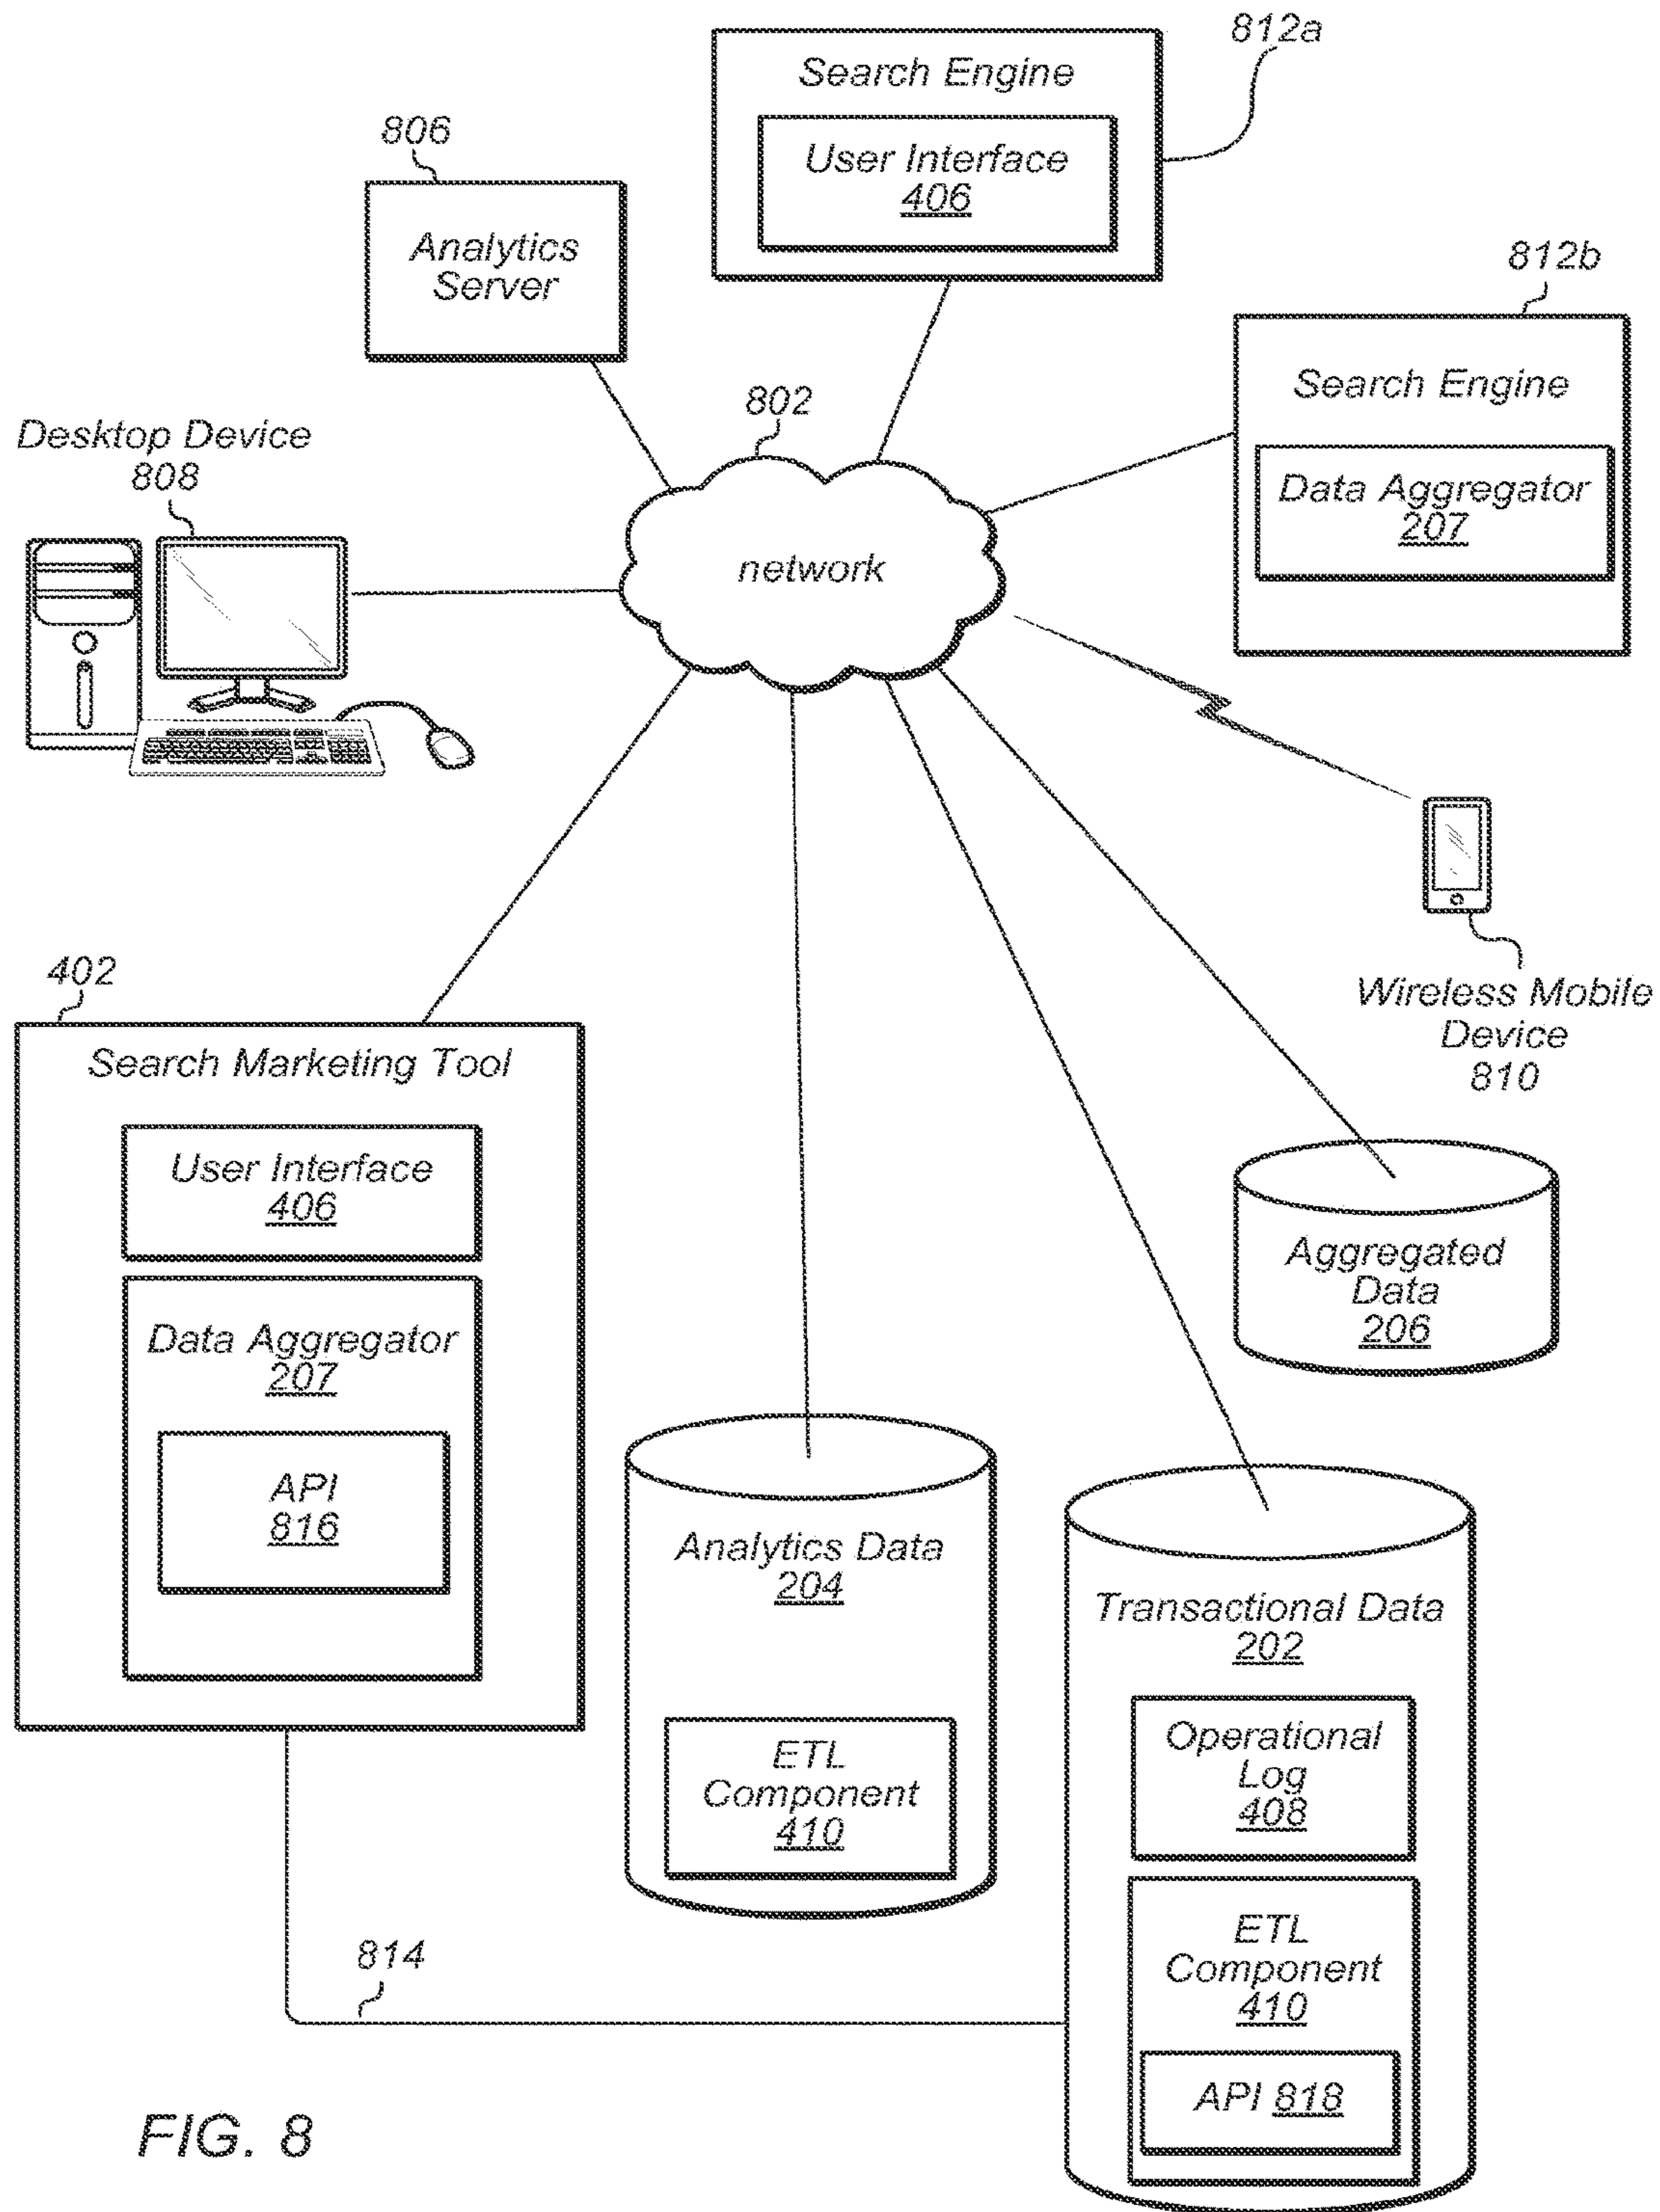 812a
Search Engine
User Interface
406
806
Analytics
Server
812b
Search Engine
Data Aggregator
207
802
network
Desktop Device
808
Wireless Mobile
Device
810
402
Search Marketing Tool
User Interface
406
Data Aggregator
207
API
816
Aggregated
Data
206
Analytics Data
204
ETL
Component
410
Transactional Data
202
Operational
Log
408
ETL
Component
410
API 818
814
FIG. 8